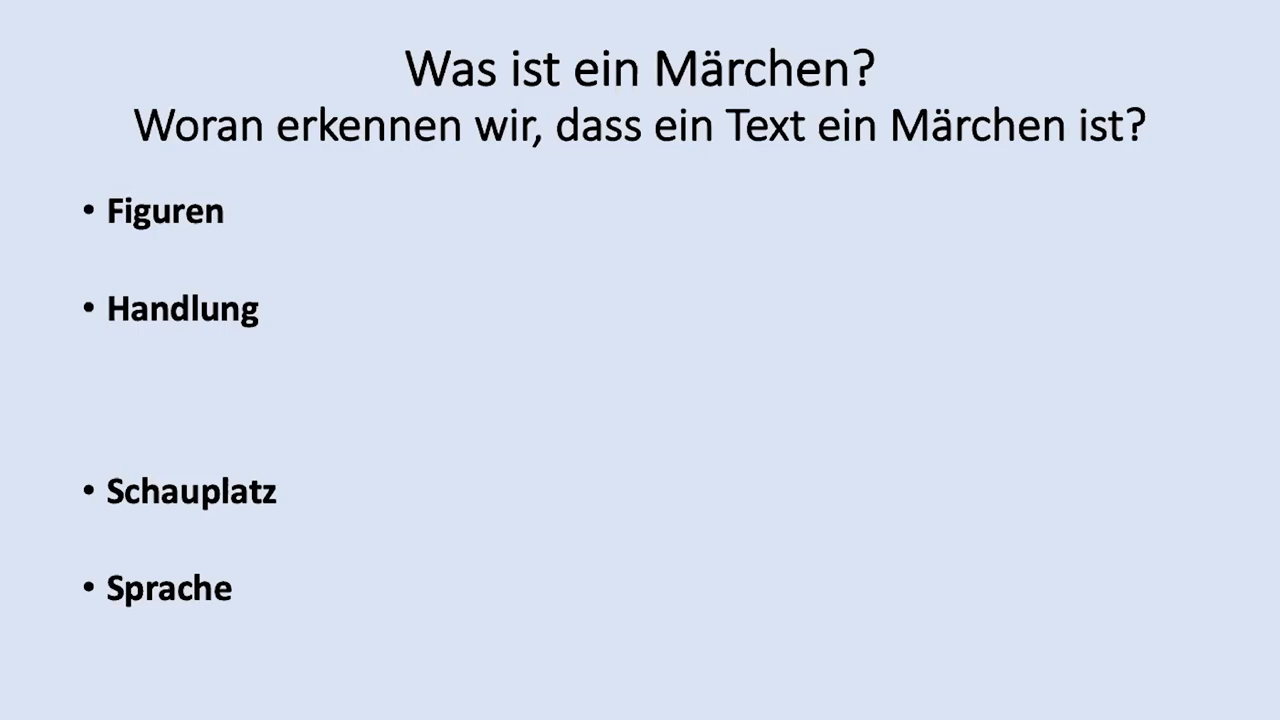 Was ist ein Märchen?
Woran erkennen wir, dass ein Text ein Märchen ist?
• Figuren
• Handlung
• Schauplatz
• Sprache